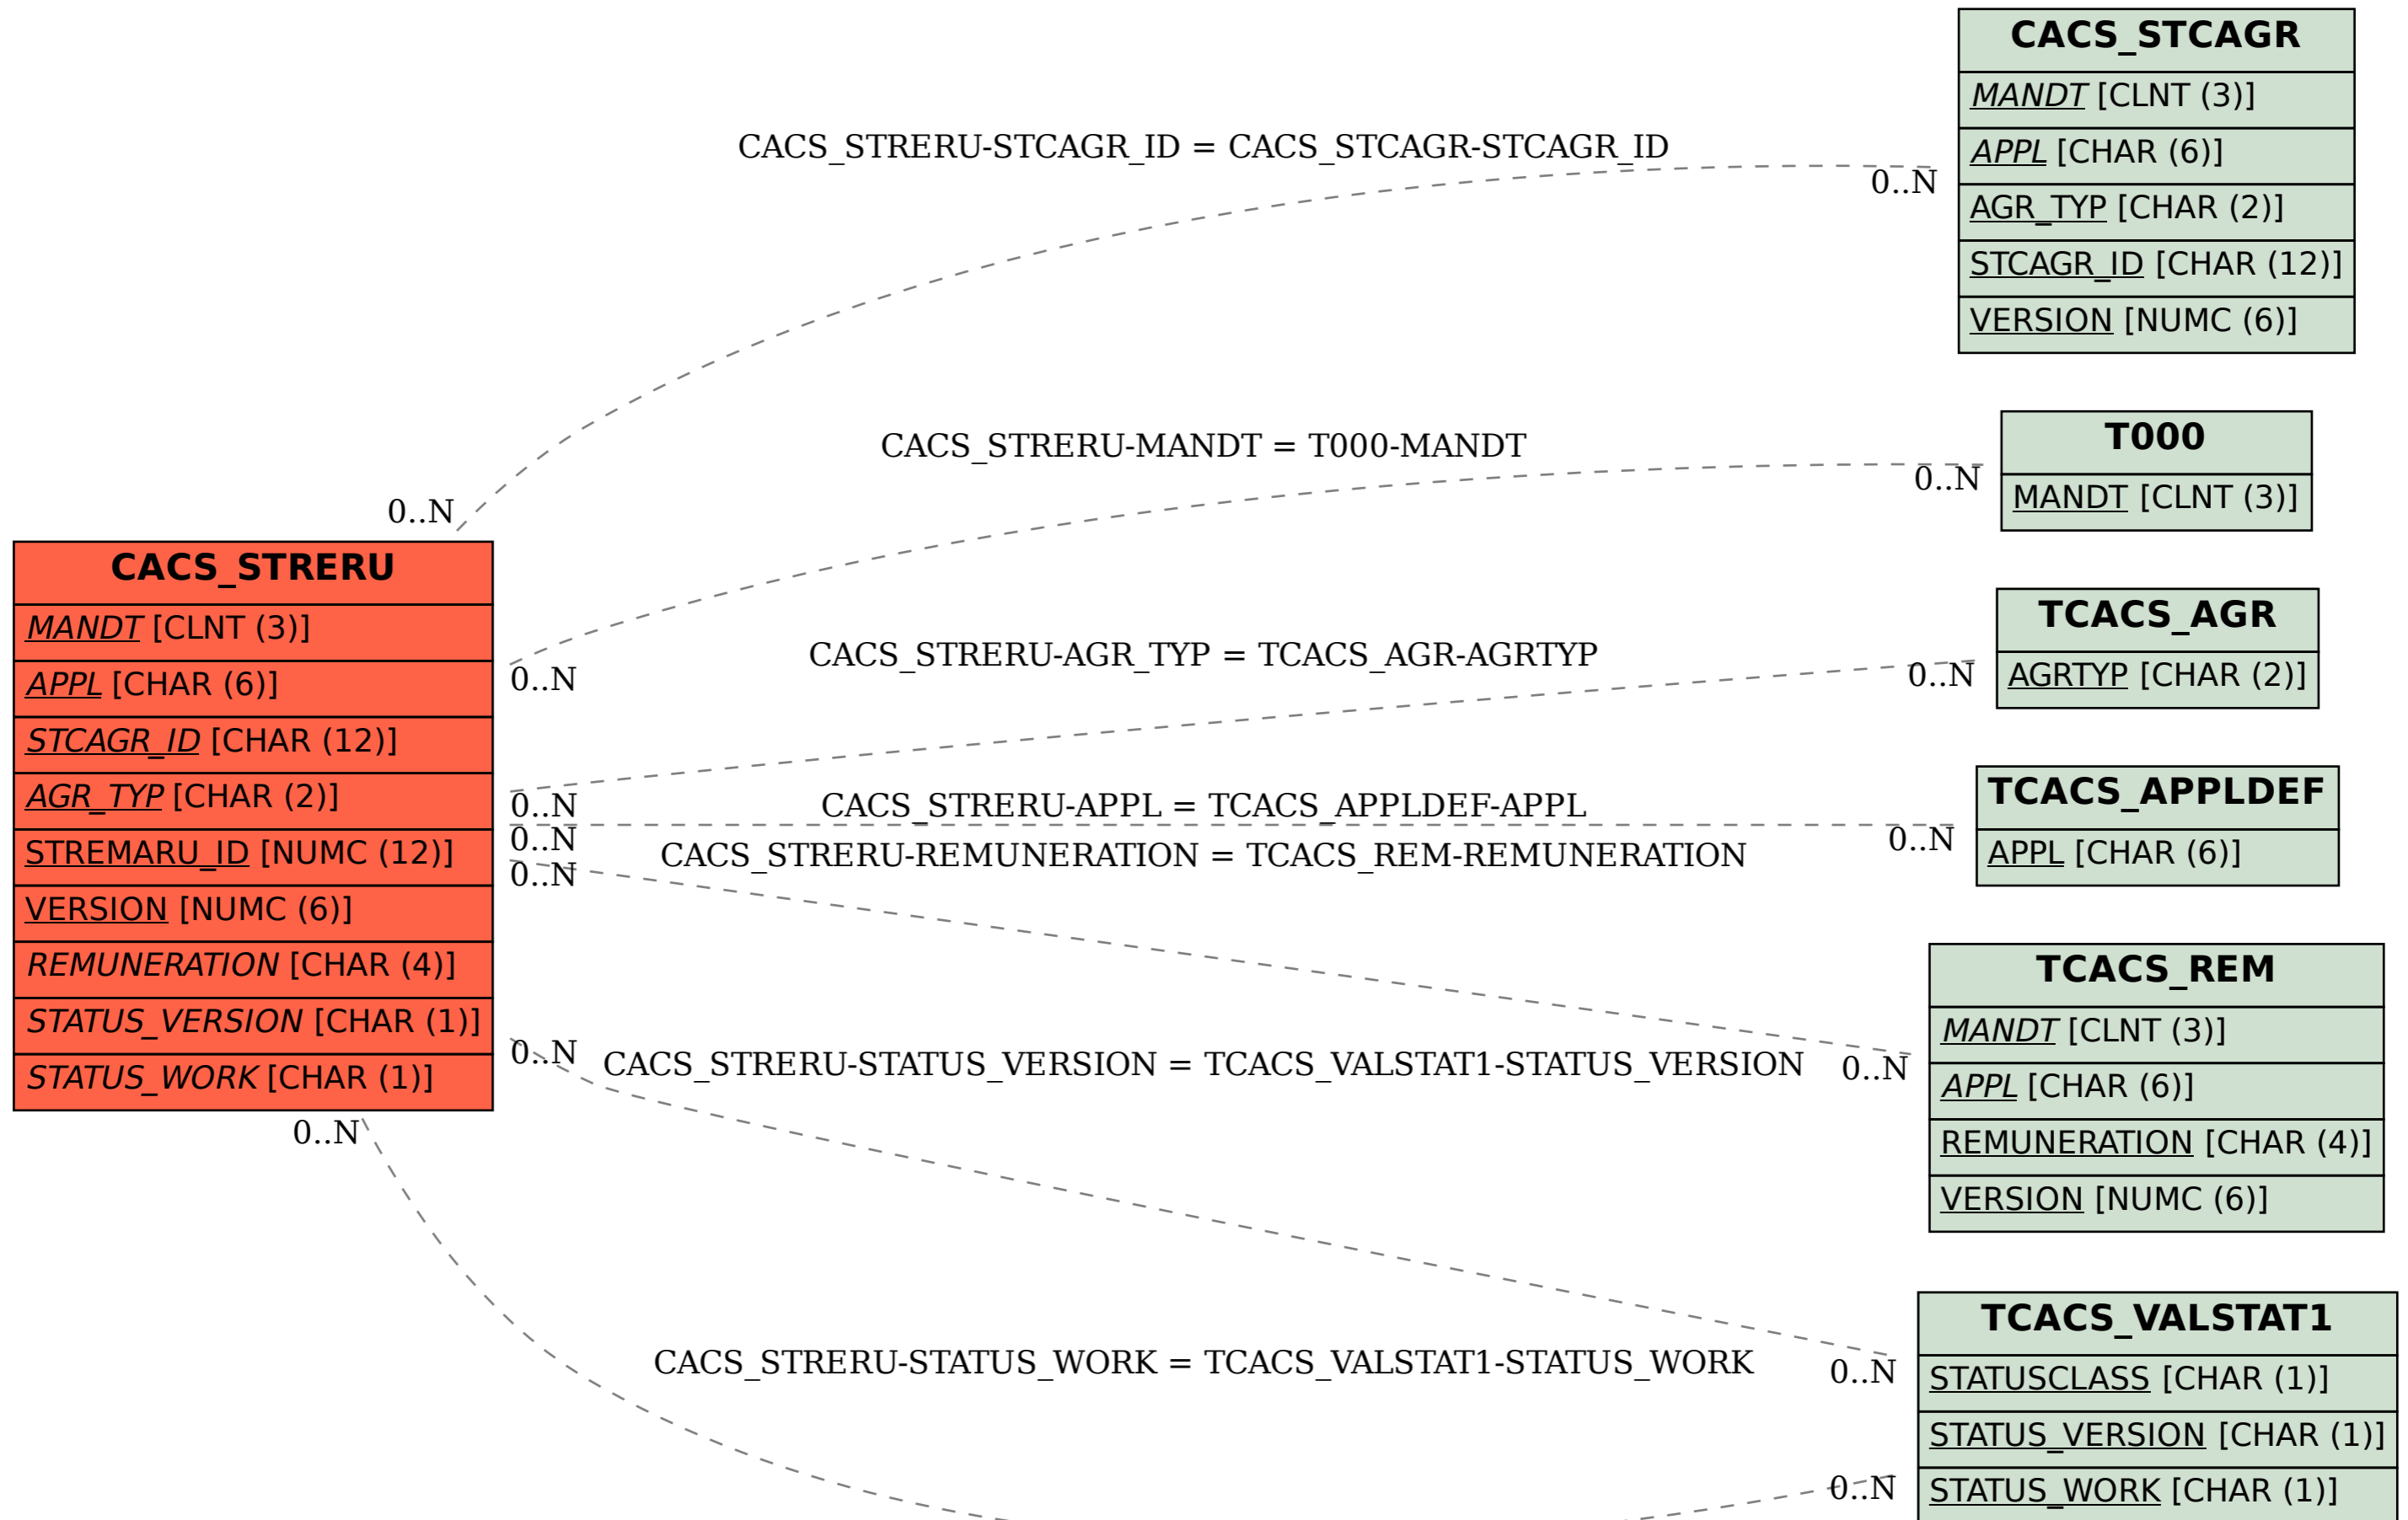 CACS_STCAGR
MANDT [CLNT (3)]
APPL [CHAR (6)]
AGR_TYP [CHAR (2)]
STCAGR_ID [CHAR (12)]
VERSION [NUMC (6)]
CACS_STRERU-STCAGR_ID = CACS_STCAGR-STCAGR_ID
0..N
0..N
T000
MANDT [CLNT (3)]
CACS_STRERU-MANDT = T000-MANDT
0..N
0..N
CACS_STRERU
MANDT [CLNT (3)]
APPL [CHAR (6)]
STCAGR_ID [CHAR (12)]
AGR_TYP [CHAR (2)]
STREMARU_ID [NUMC (12)]
VERSION [NUMC (6)]
REMUNERATION [CHAR (4)]
STATUS_VERSION [CHAR (1)]
STATUS_WORK [CHAR (1)]
TCACS_AGR
AGRTYP [CHAR (2)]
CACS_STRERU-AGR_TYP = TCACS_AGR-AGRTYP
0..N
0..N
TCACS_APPLDEF
APPL [CHAR (6)]
CACS_STRERU-APPL = TCACS_APPLDEF-APPL
0..N
0..N
CACS_STRERU-REMUNERATION = TCACS_REM-REMUNERATION
0..N
0..N
TCACS_REM
MANDT [CLNT (3)]
APPL [CHAR (6)]
REMUNERATION [CHAR (4)]
VERSION [NUMC (6)]
CACS_STRERU-STATUS_VERSION = TCACS_VALSTAT1-STATUS_VERSION
0..N
0..N
TCACS_VALSTAT1
STATUSCLASS [CHAR (1)]
STATUS_VERSION [CHAR (1)]
STATUS_WORK [CHAR (1)]
CACS_STRERU-STATUS_WORK = TCACS_VALSTAT1-STATUS_WORK
0..N
0..N